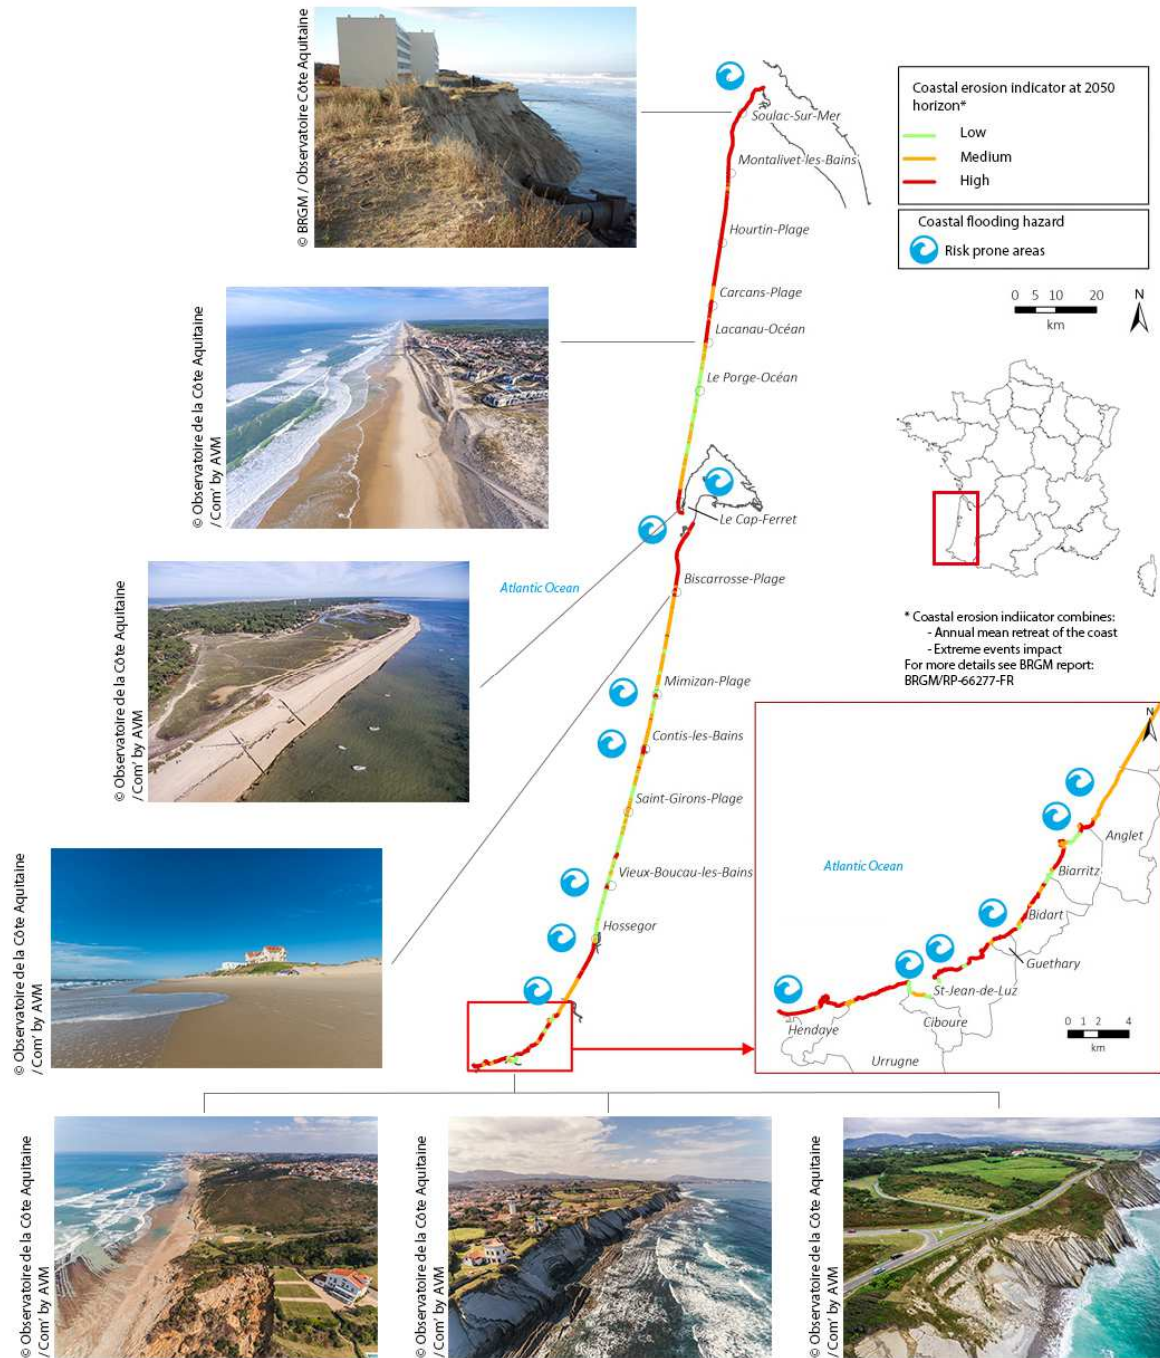 © BRGM / Observatoire Côte Aquitaine
Soulac-Sur-Mer
Montalivet-les-Bains
Hourtin-Plage
Carcans-Plage
Lacanau-Océan
Le Porge-Océan
Le Cap-Ferret
Biscarrosse-Plage
Atlantic Ocean
Mimizan-Plage
Contis-les-Bains
Saint-Girons-Plage
Vieux-Boucau-les-Bains
Hossegor
Coastal erosion indicator at 2050
horizon*
Low
Medium
High
Coastal flooding hazard
Risk prone areas
0 5 10 20
km
N
* Coastal erosion indiicator combines:
- Annual mean retreat of the coast
- Extreme events impact
For more details see BRGM report:
BRGM/RP-66277-FR
N
Atlantic Ocean
Anglet
Biarritz
Bidart
Guethary
St-Jean-de-Luz
Ciboure
Hendaye
Urrugne
0 1 2 4
km
© Observatoire de la Côte Aquitaine
/ Com' by AVM
© Observatoire de la Côte Aquitaine
/ Com' by AVM
© Observatoire de la Côte Aquitaine
/ Com' by AVM
© Observatoire de la Côte Aquitaine
/ Com' by AVM
© Observatoire de la Côte Aquitaine
/ Com' by AVM
© Observatoire de la Côte Aquitaine
/ Com' by AVM